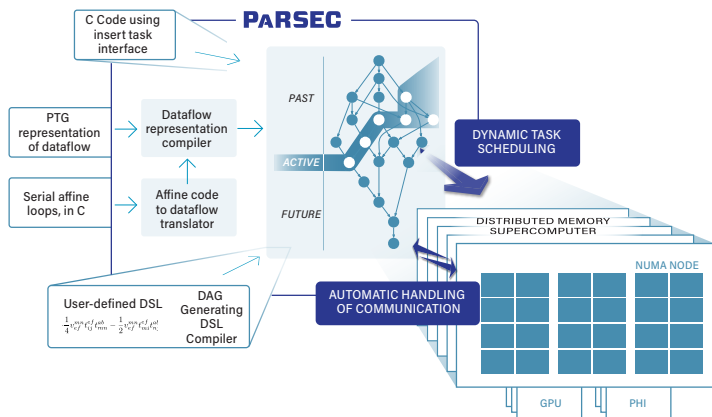 C Code using
insert task
interface
PaRSEC
PTG
representation
of dataflow
Dataflow
representation
compiler
Serial affine
loops, in C
Affine code
to dataflow
translator
PAST
ACTIVE
FUTURE
DYNAMIC TASK
SCHEDULING
DISTRIBUTED MEMORY
SUPERCOMPUTER
NUMA NODE
AUTOMATIC HANDLING
OF COMMUNICATION
User-defined DSL
DAG
Generating
DSL
Compiler
GPU
PHI